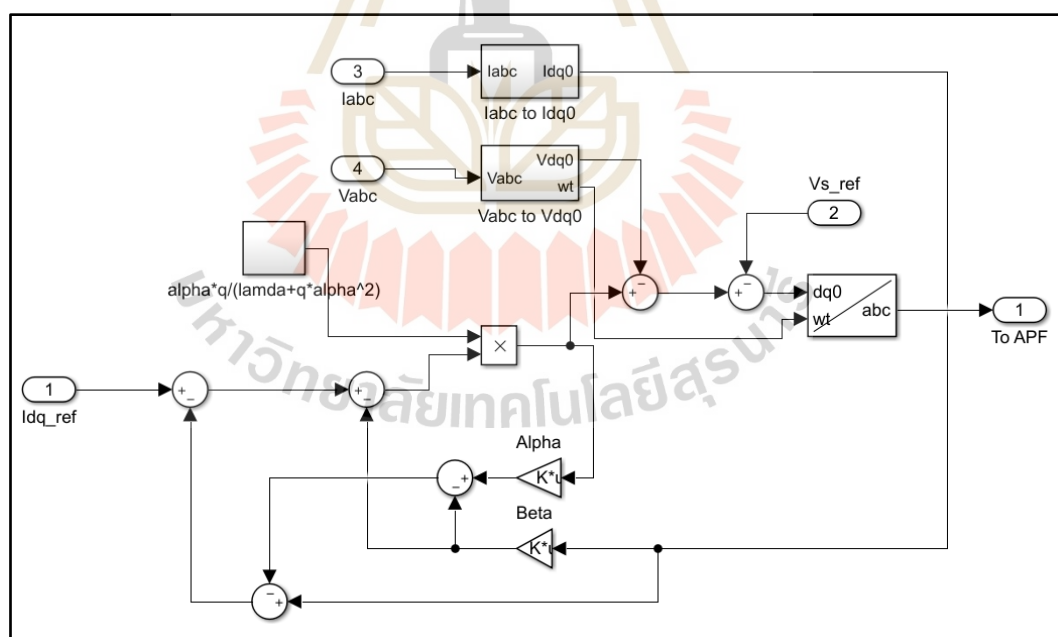 3
Iabc
Iabc
Idq0
Iabc to Idq0
4
Vabc
Vabc
Vdq0
wt
Vabc to Vdq0
Vs_ref
2
alpha*q/(lamda+q*alpha^2)
×
+
−
+
−
dq0
wt
abc
1
To APF
1
Idq_ref
+
−
+
−
Alpha
K*u
−
+
Beta
K*u
−
+
มหาวิทยาลัยเทคโนโลยีสุรนารี